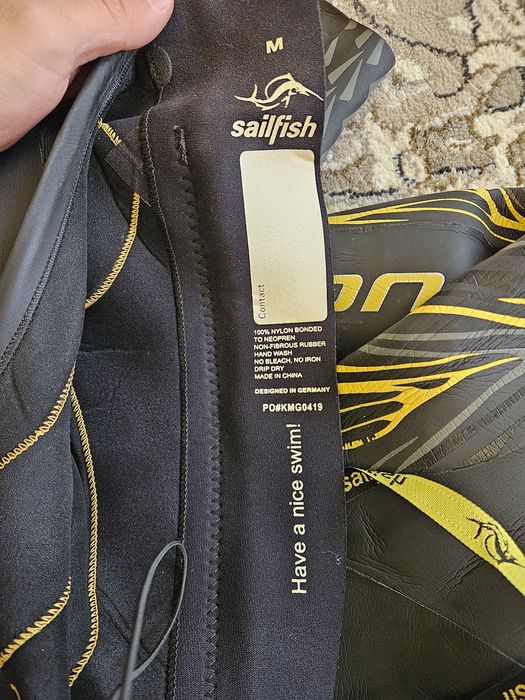 M
sailfish
Contact
100% NYLON BONDED
TO NEOPREN
NON-FIBROUS RUBBER
HAND WASH
NO BLEACH, NO IRON
DRIP DRY
MADE IN CHINA
DESIGNED IN GERMANY
PO#KMG0419
Have a nice swim!